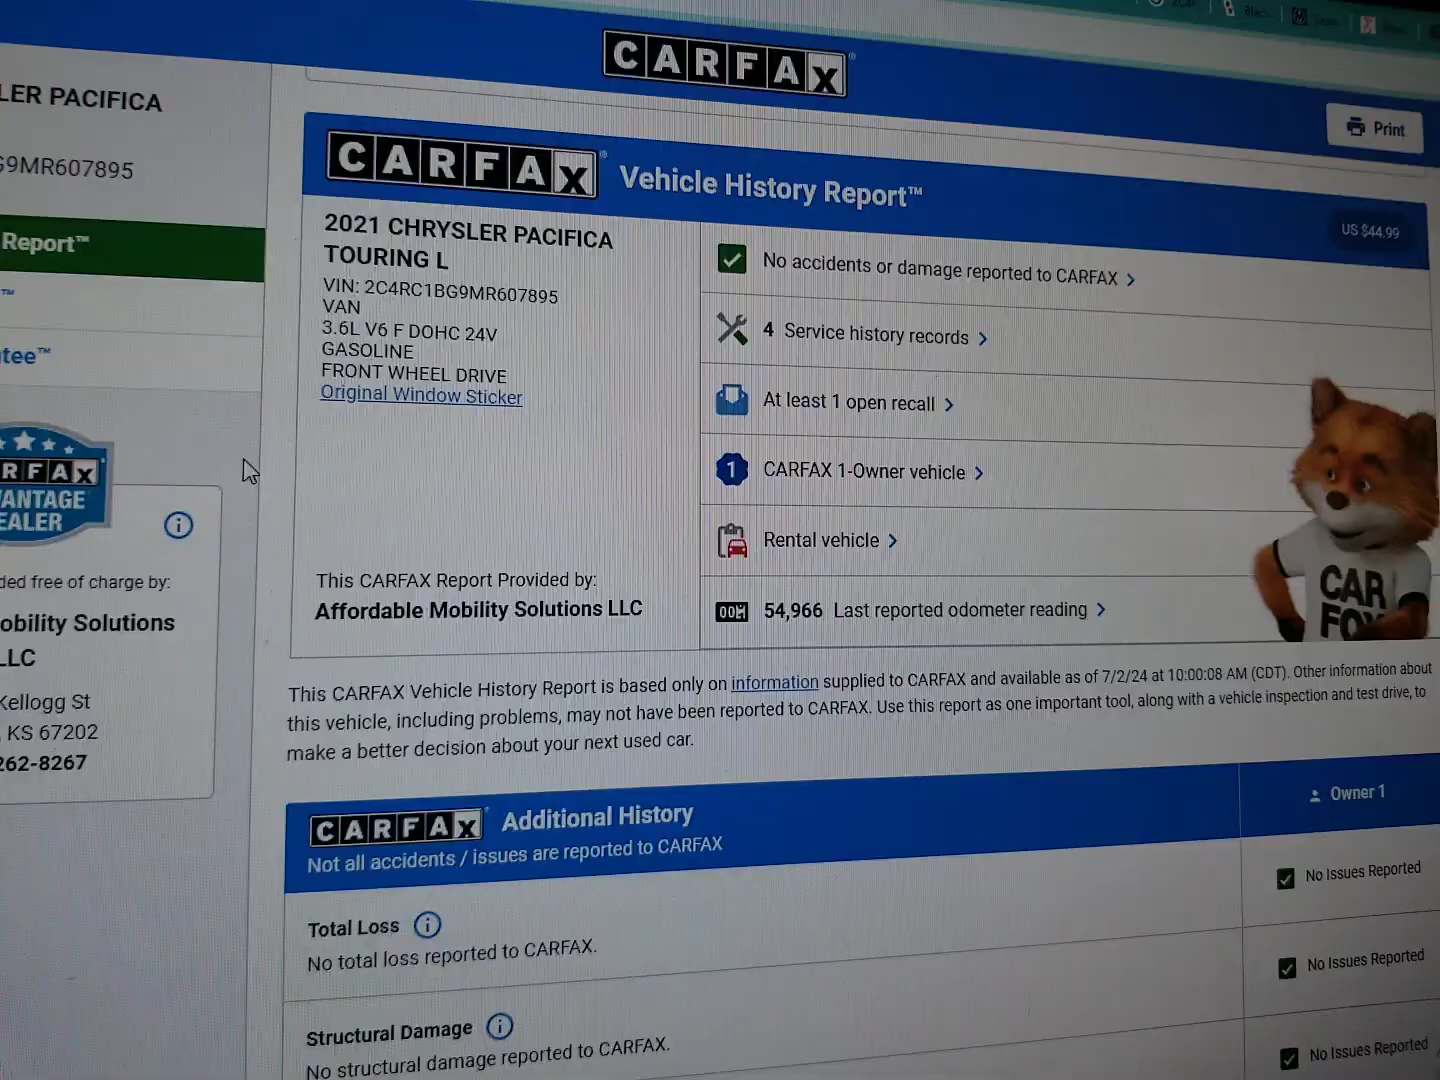 CARFAX
Print
LER PACIFICA
G9MR607895
Report™
™
tee™
RFAX
ANTAGE
EALER
ded free of charge by:
obility Solutions
LLC
Kellogg St
, KS 67202
262-8267
CARFAX Vehicle History Report™
US $44.99
2021 CHRYSLER PACIFICA
TOURING L
VIN: 2C4RC1BG9MR607895
VAN
3.6L V6 F DOHC 24V
GASOLINE
FRONT WHEEL DRIVE
Original Window Sticker
This CARFAX Report Provided by:
Affordable Mobility Solutions LLC
No accidents or damage reported to CARFAX
4 Service history records
At least 1 open recall
1 CARFAX 1-Owner vehicle
Rental vehicle
54,966 Last reported odometer reading
CAR
FOX
This CARFAX Vehicle History Report is based only on information supplied to CARFAX and available as of 7/2/24 at 10:00:08 AM (CDT). Other information about
this vehicle, including problems, may not have been reported to CARFAX. Use this report as one important tool, along with a vehicle inspection and test drive, to
make a better decision about your next used car.
CARFAX Additional History
Not all accidents / issues are reported to CARFAX
Owner 1
Total Loss
No total loss reported to CARFAX.
No Issues Reported
Structural Damage
No structural damage reported to CARFAX.
No Issues Reported
No Issues Reported